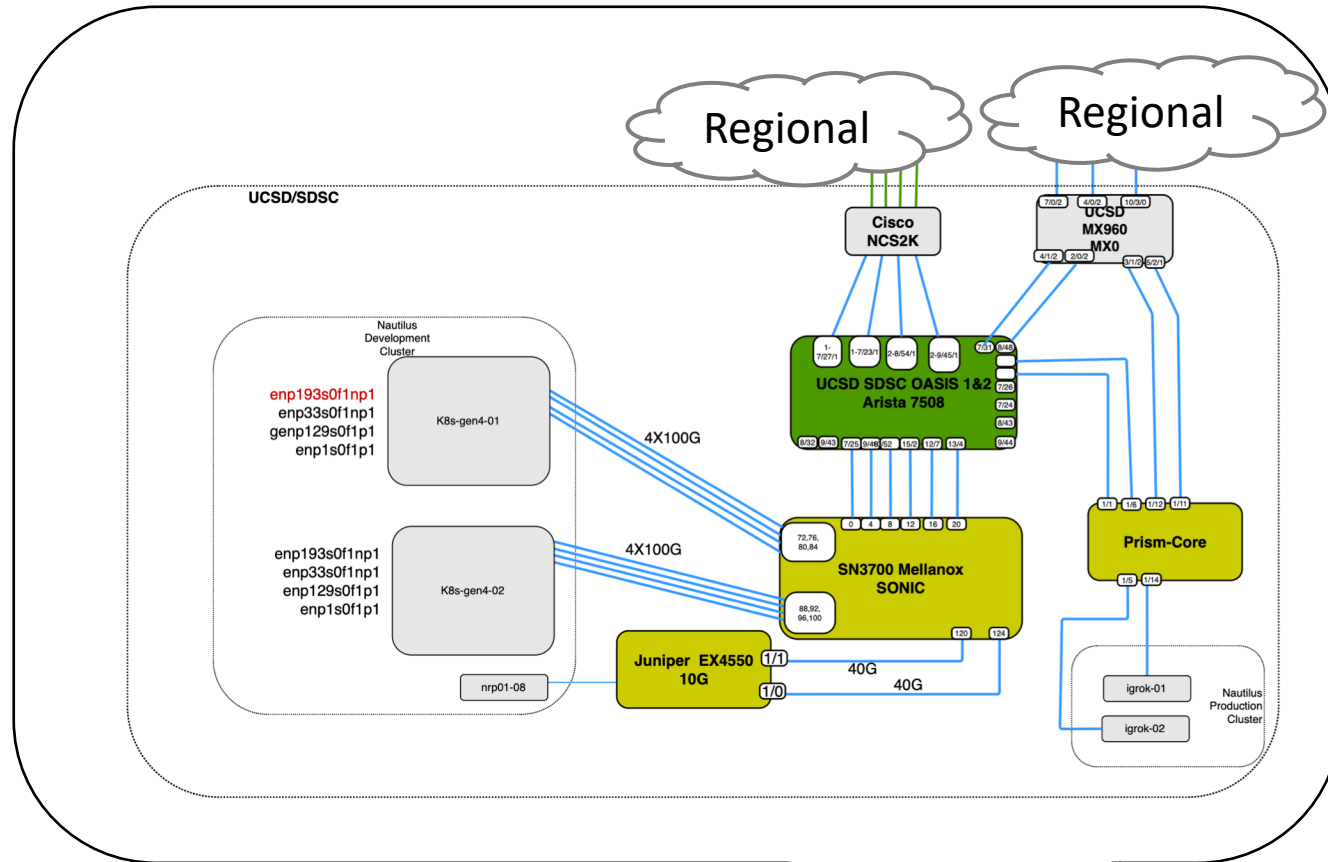 Regional
Regional
UCSD/SDSC
7/0/2
4/0/2
10/3/0
UCSD
MX960
MX0
4/1/2
2/0/2
3/1/2
5/2/1
Cisco
NCS2K
Nautilus
Development
Cluster
enp193s0f1np1
enp33s0f1np1
genp129s0f1p1
enp1s0f1p1
K8s-gen4-01
4X100G
1-
7/27/1
1-7/23/1
2-8/54/1
2-9/45/1
7/31
8/48
UCSD SDSC OASIS 1&2
Arista 7508
7/26
7/24
8/43
9/44
8/32
9/43
7/25
9/46
/52
15/2
12/7
13/4
0
4
8
12
16
20
72,76,
80,84
SN3700 Mellanox
SONIC
88,92,
96,100
120
124
1/1
1/6
1/12
1/11
Prism-Core
1/5
1/14
enp193s0f1np1
enp33s0f1np1
enp129s0f1p1
enp1s0f1p1
K8s-gen4-02
4X100G
nrp01-08
Juniper EX4550
10G
1/1
1/0
40G
40G
igrok-01
igrok-02
Nautilus
Production
Cluster